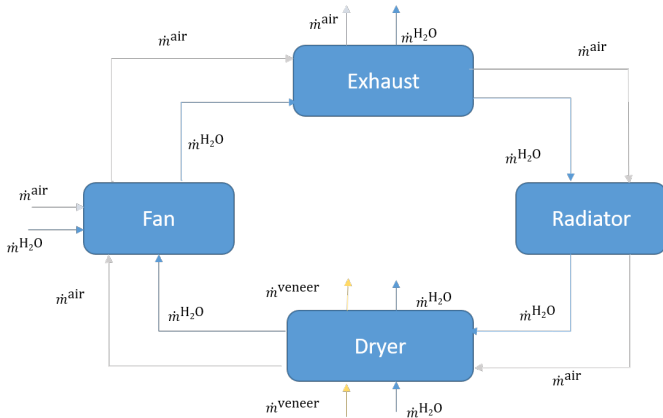 ṁᵃⁱʳ
ṁᵃⁱʳ
ṁᴴ₂ᴼ
ṁᵃⁱʳ
Exhaust
ṁᴴ₂ᴼ
ṁᴴ₂ᴼ
ṁᵃⁱʳ
Fan
Radiator
ṁᴴ₂ᴼ
ṁᵃⁱʳ
ṁᵛᵉⁿᵉᵉʳ
ṁᴴ₂ᴼ
ṁᴴ₂ᴼ
ṁᴴ₂ᴼ
Dryer
ṁᵃⁱʳ
ṁᵛᵉⁿᵉᵉʳ
ṁᴴ₂ᴼ